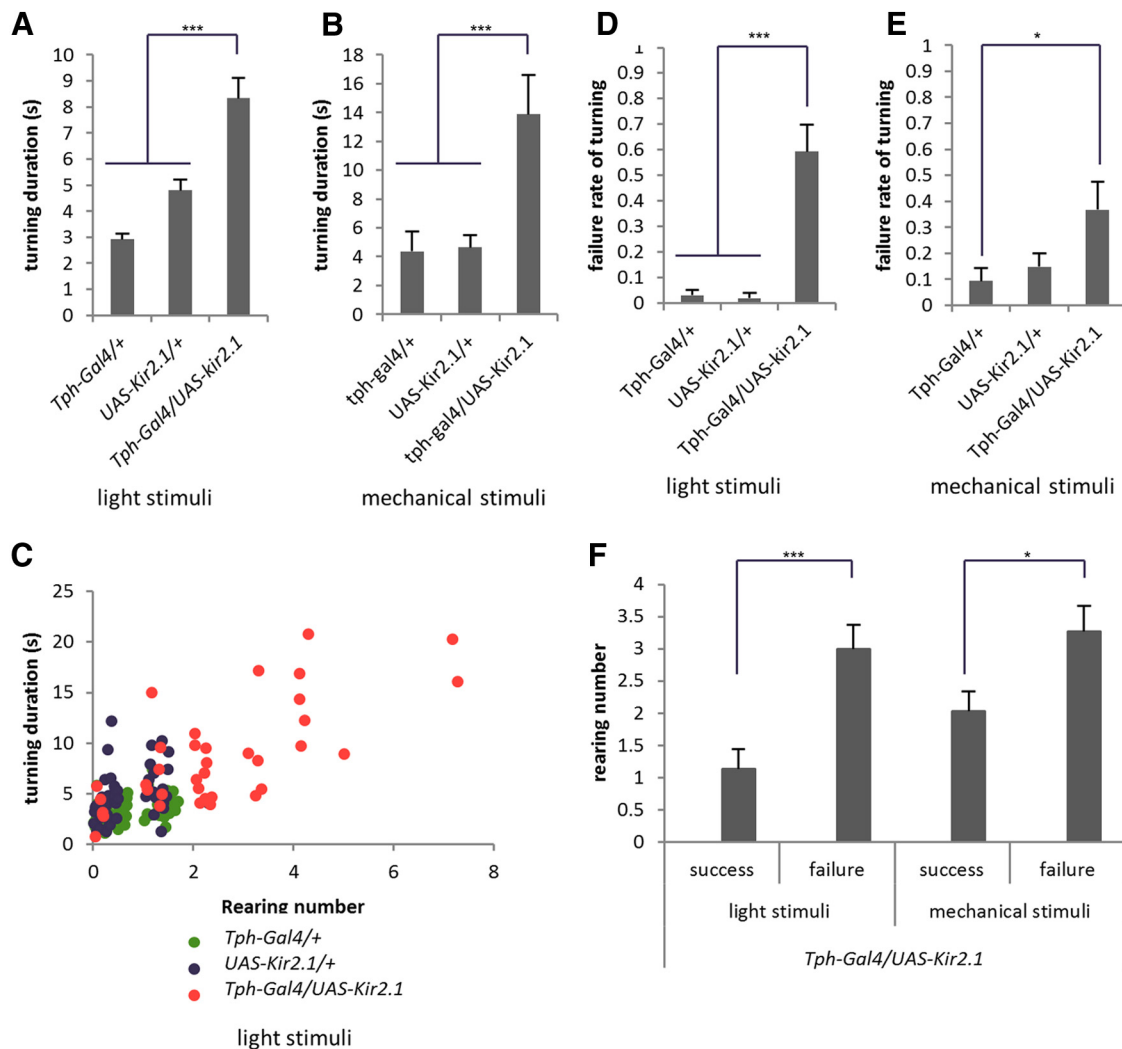 A
***
turning duration (s)
10
9
8
7
6
5
4
3
2
1
0
Tph-Gal4/+
UAS-Kir2.1/+
Tph-Gal4/UAS-kir2.1
light stimuli
B
***
turning duration (s)
18
16
14
12
10
8
6
4
2
0
tph-gal4/+
UAS-Kir2.1/+
tph-gal4/UAS-Kir2.1
mechanical stimuli
D
***
failure rate of turning
1
0.9
0.8
0.7
0.6
0.5
0.4
0.3
0.2
0.1
0
Tph-Gal4/+
UAS-Kir2.1/+
Tph-Gal4/UAS-kir2.1
light stimuli
E
*
failure rate of turning
1
0.9
0.8
0.7
0.6
0.5
0.4
0.3
0.2
0.1
0
Tph-Gal4/+
UAS-Kir2.1/+
Tph-Gal4/UAS-Kir2.1
mechanical stimuli
C
turning duration (s)
25
20
15
10
5
0
0 2 4 6 8
Rearing number
Tph-Gal4/+
UAS-Kir2.1/+
Tph-Gal4/UAS-Kir2.1
light stimuli
F
*** *
rearing number
4
3.5
3
2.5
2
1.5
1
0.5
0
success failure success failure
light stimuli mechanical stimuli
Tph-Gal4/UAS-Kir2.1